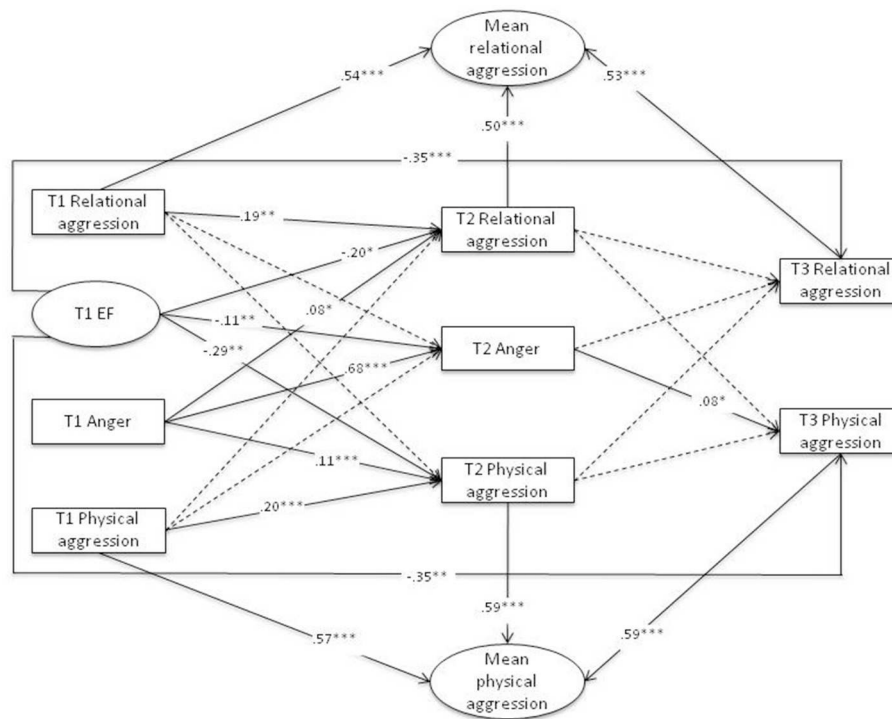 Mean
relational
aggression
.54***
.53***
.50***
-.35***
T1 Relational
aggression
.19**
T2 Relational
aggression
-.20*
T3 Relational
aggression
T1 EF
.08*
-.11**
-.29**
T2 Anger
.68***
.08*
T1 Anger
T3 Physical
aggression
.11***
T2 Physical
aggression
.20***
T1 Physical
aggression
-.35**
.59***
.57***
.59***
Mean
physical
aggression